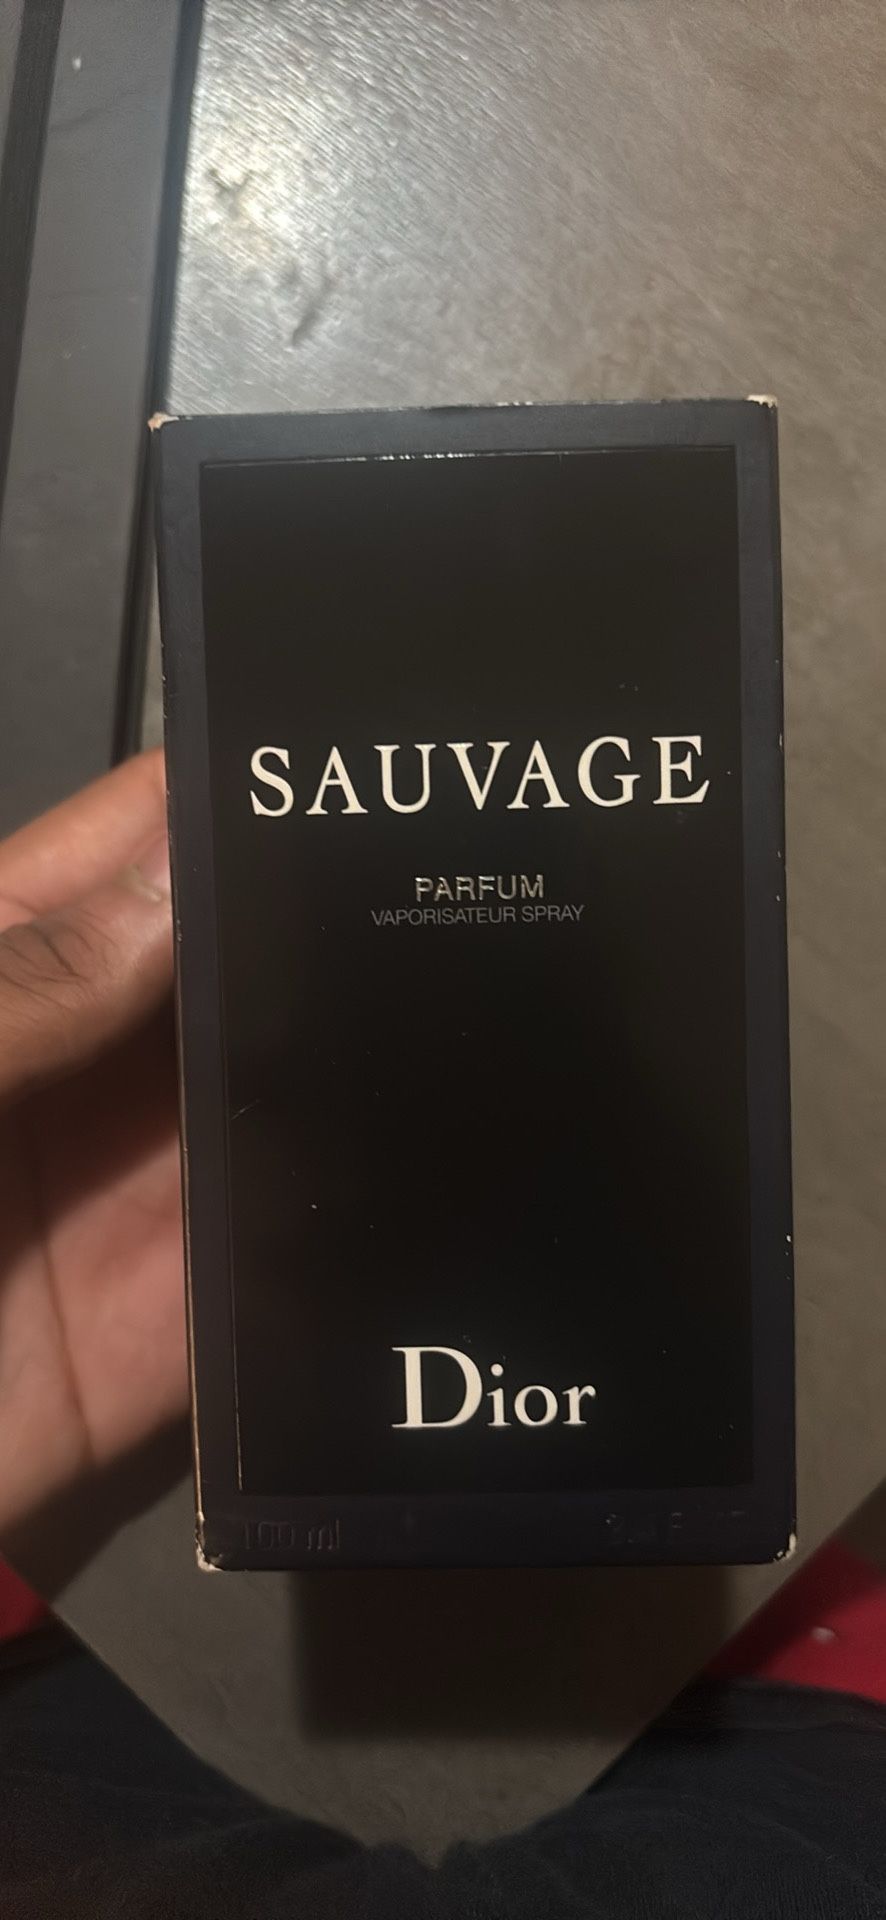 SAUVAGE
PARFUM
VAPORISATEUR SPRAY
Dior
100 ml